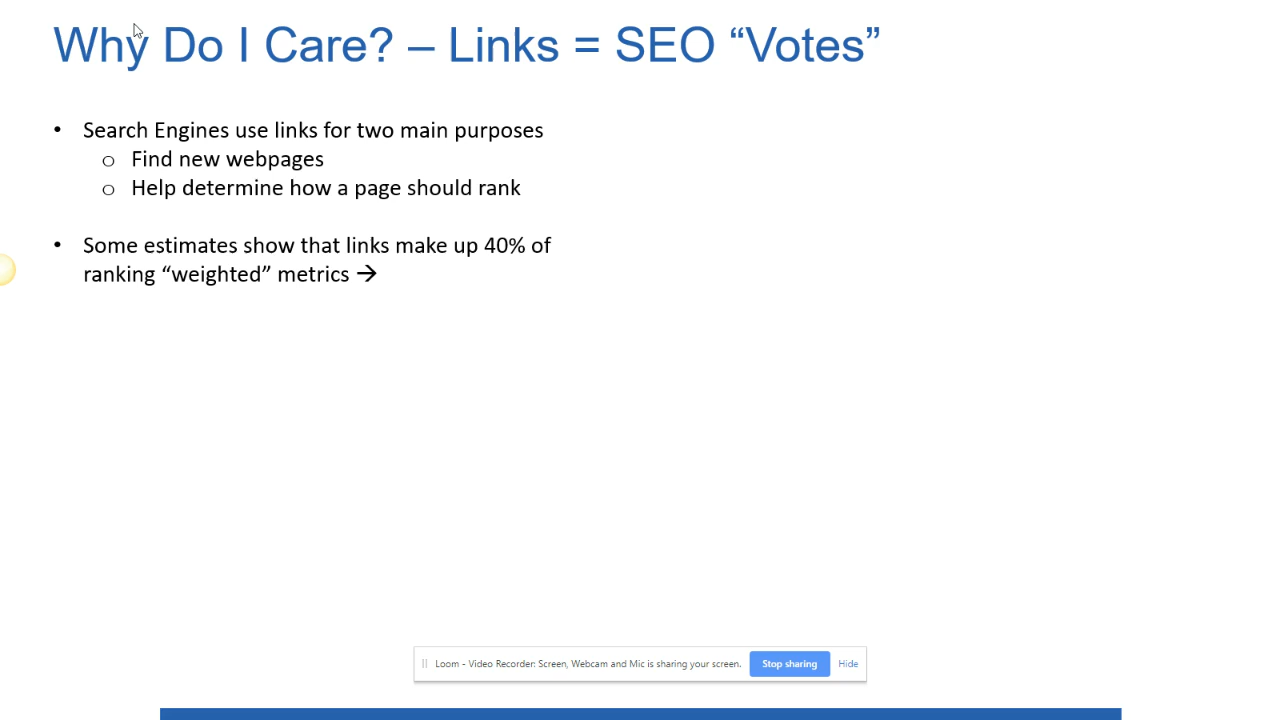 Why Do I Care? – Links = SEO “Votes”
• Search Engines use links for two main purposes
o Find new webpages
o Help determine how a page should rank
• Some estimates show that links make up 40% of
ranking “weighted” metrics →
Loom - Video Recorder: Screen, Webcam and Mic is sharing your screen. Stop sharing Hide